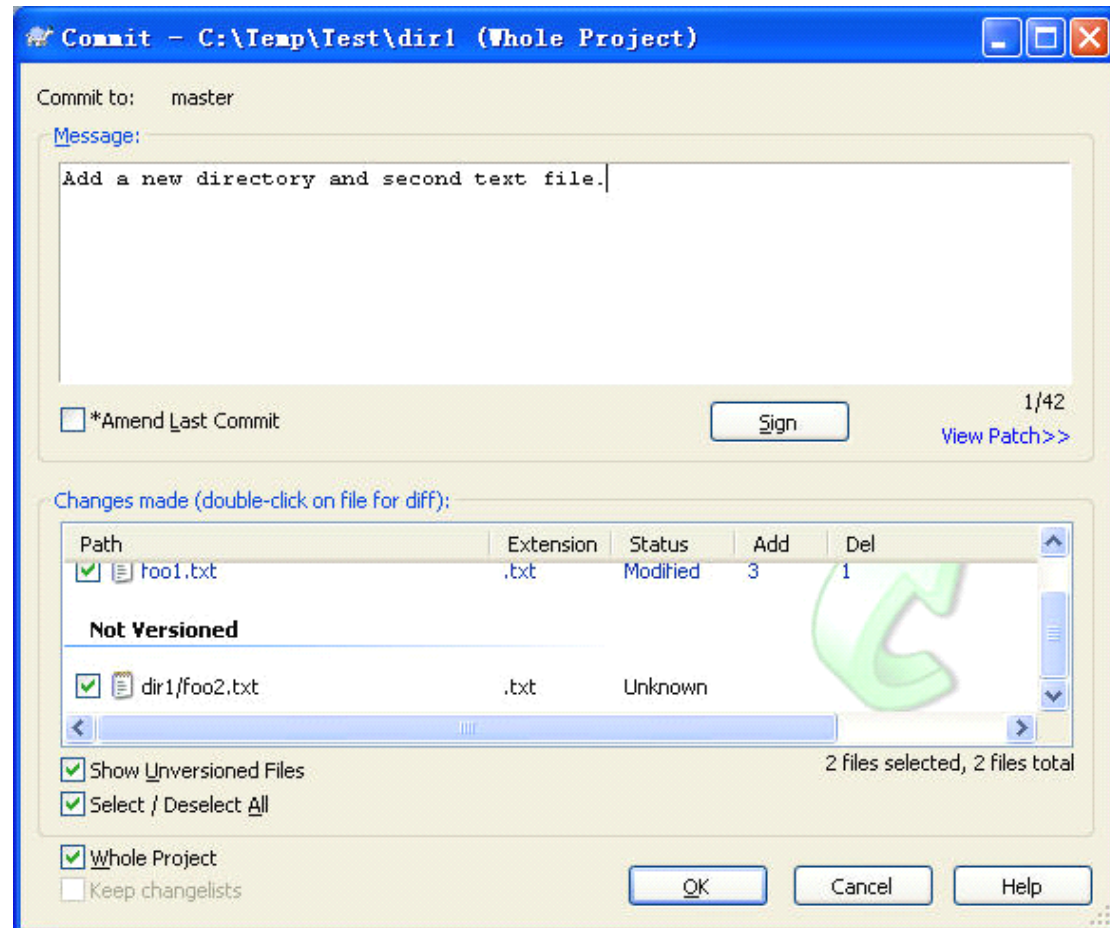 Commit - C:\Temp\Test\dir1 (Whole Project)
Commit to: master
Message:
Add a new directory and second text file.
*Amend Last Commit
Sign
1/42
View Patch>>
Changes made (double-click on file for diff):
Path Extension Status Add Del
foo1.txt .txt Modified 3 1
Not Versioned
dir1/foo2.txt .txt Unknown
Show Unversioned Files
2 files selected, 2 files total
Select / Deselect All
Whole Project
Keep changelists
OK Cancel Help